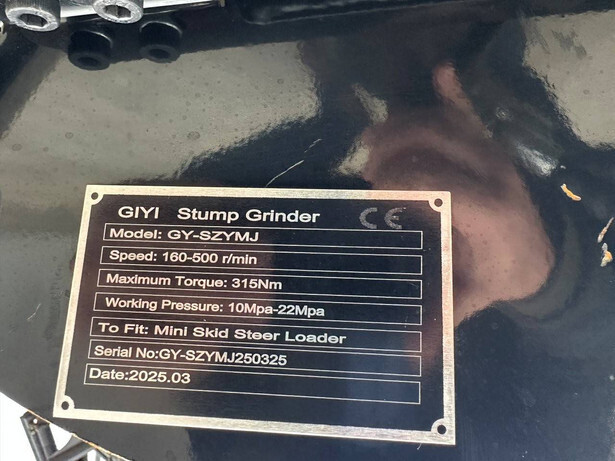 GIYI Stump Grinder CE
Model: GY-SZYMJ
Speed: 160-500 r/min
Maximum Torque: 315Nm
Working Pressure: 10Mpa-22Mpa
To Fit: Mini Skid Steer Loader
Serial No:GY-SZYMJ250325
Date:2025.03